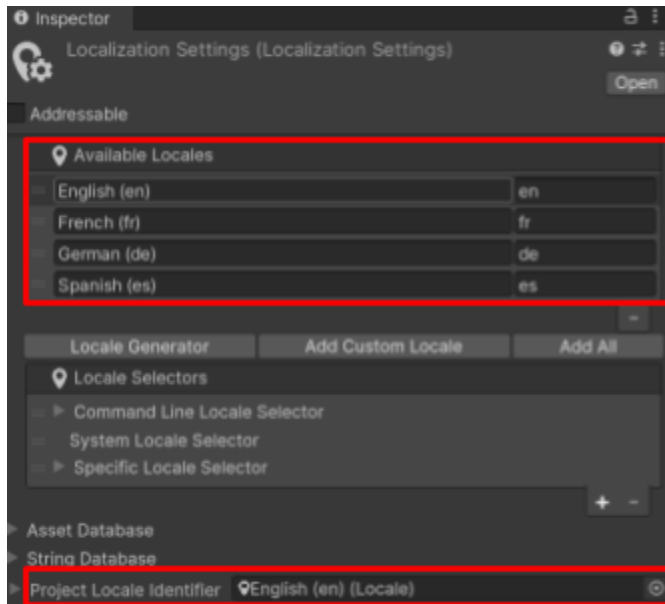 Inspector
Localization Settings (Localization Settings)
Open
Addressable
Available Locales
English (en) en
French (fr) fr
German (de) de
Spanish (es) es
Locale Generator Add Custom Locale Add All
Locale Selectors
Command Line Locale Selector
System Locale Selector
Specific Locale Selector
Asset Database
String Database
Project Locale Identifier English (en) (Locale)